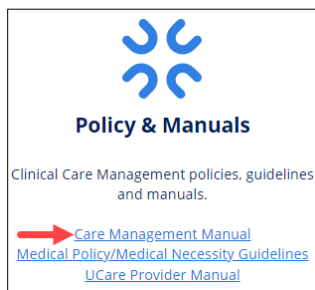 Policy & Manuals
Clinical Care Management policies, guidelines
and manuals.
Care Management Manual
Medical Policy/Medical Necessity Guidelines
UCare Provider Manual